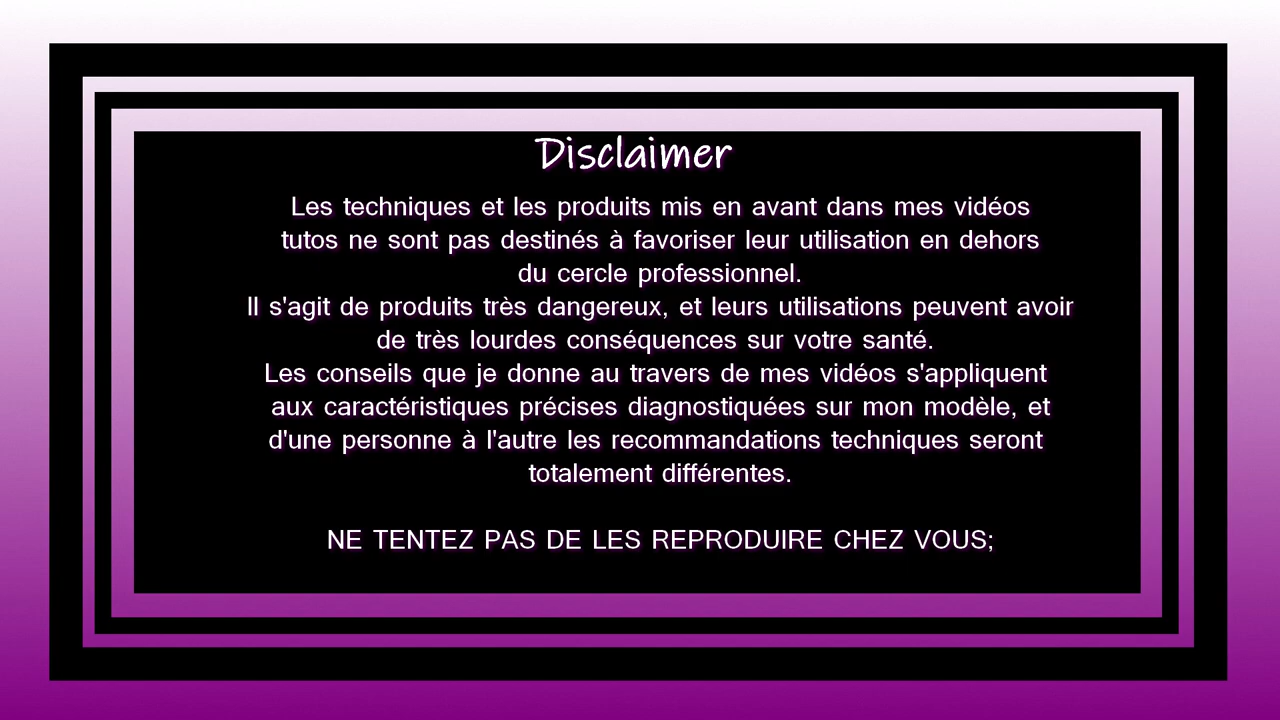 Disclaimer
Les techniques et les produits mis en avant dans mes vidéos
tutos ne sont pas destinés à favoriser leur utilisation en dehors
du cercle professionnel.
Il s'agit de produits très dangereux, et leurs utilisations peuvent avoir
de très lourdes conséquences sur votre santé.
Les conseils que je donne au travers de mes vidéos s'appliquent
aux caractéristiques précises diagnostiquées sur mon modèle, et
d'une personne à l'autre les recommandations techniques seront
totalement différentes.
NE TENTEZ PAS DE LES REPRODUIRE CHEZ VOUS;